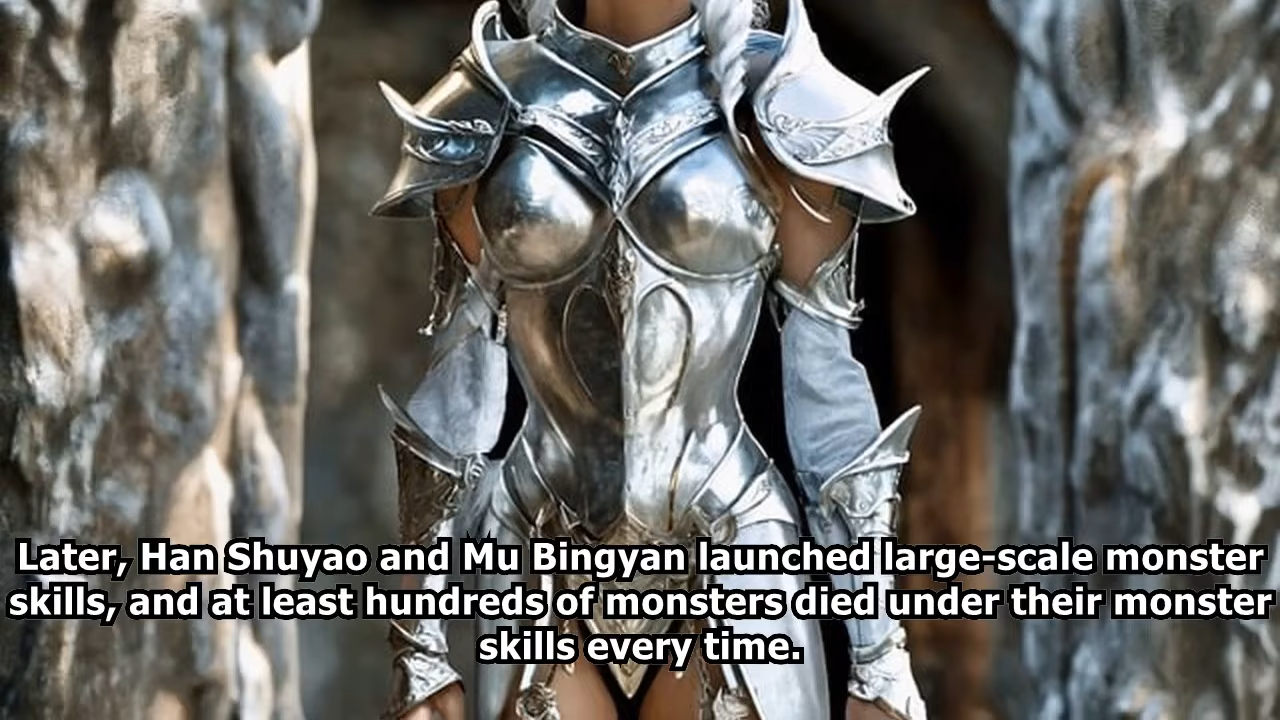 Later, Han Shuyao and Mu Bingyan launched large-scale monster
skills, and at least hundreds of monsters died under their monster
skills every time.